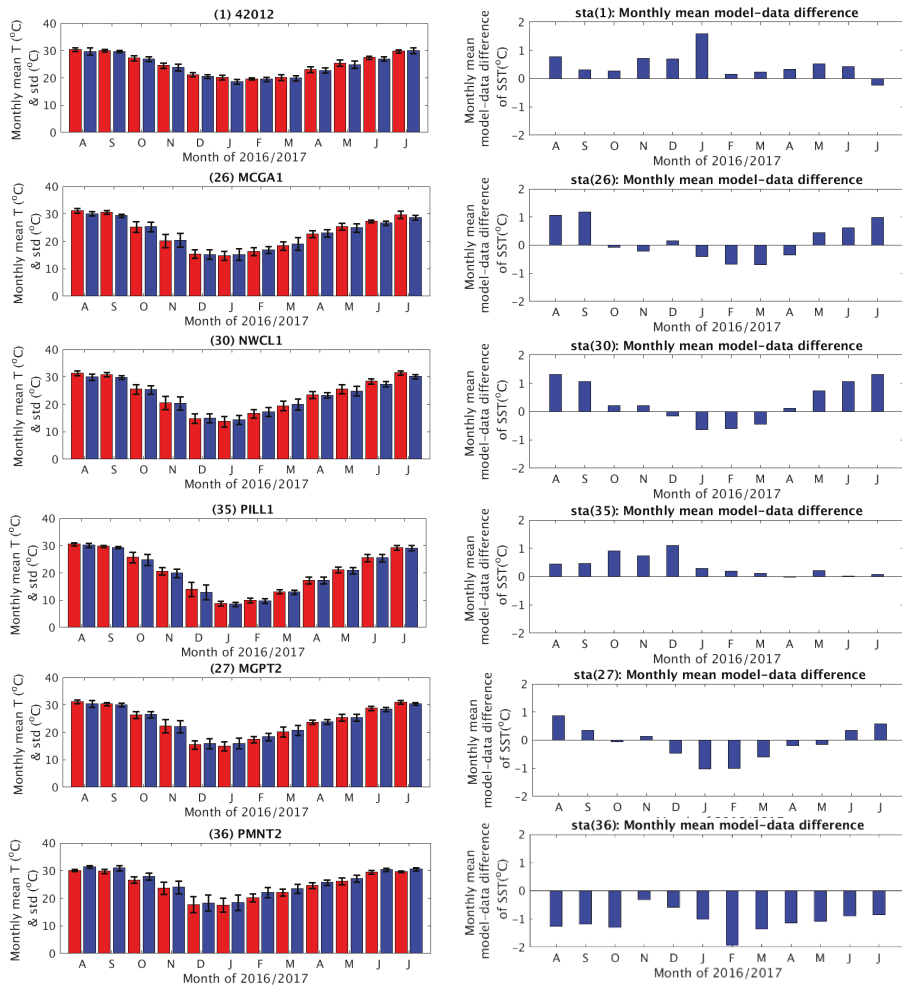 (1) 42012
Monthly mean T (°C)
& std (°C)
40
30
20
10
0
A S O N D J F M A M J J
Month of 2016/2017
sta(1): Monthly mean model-data difference
Monthly mean
model-data difference
of SST(°C)
2
1
0
1
2
A S O N D J F M A M J J
Month of 2016/2017
(26) MCGA1
Monthly mean T (°C)
& std (°C)
40
30
20
10
0
A S O N D J F M A M J J
Month of 2016/2017
sta(26): Monthly mean model-data difference
Monthly mean
model-data difference
of SST(°C)
2
1
0
-1
-2
A S O N D J F M A M J J
Month of 2016/2017
(30) NWCL1
Monthly mean T (°C)
& std (°C)
40
30
20
10
0
A S O N D J F M A M J J
Month of 2016/2017
sta(30): Monthly mean model-data difference
Monthly mean
model-data difference
of SST(°C)
2
1
0
-1
-2
A S O N D J F M A M J J
Month of 2016/2017
(35) PILL1
Monthly mean T (°C)
& std (°C)
40
30
20
10
0
A S O N D J F M A M J J
Month of 2016/2017
sta(35): Monthly mean model-data difference
Monthly mean
model-data difference
of SST(°C)
2
1
0
-1
-2
A S O N D J F M A M J J
Month of 2016/2017
(27) MGPT2
Monthly mean T (°C)
& std (°C)
40
30
20
10
0
A S O N D J F M A M J J
Month of 2016/2017
sta(27): Monthly mean model-data difference
Monthly mean
model-data difference
of SST(°C)
2
1
0
-1
-2
A S O N D J F M A M J J
(36) PMNT2
Monthly mean T (°C)
& std (°C)
40
30
20
10
0
A S O N D J F M A M J J
Month of 2016/2017
sta(36): Monthly mean model-data difference
Monthly mean
model-data difference
of SST(°C)
2
1
0
-1
-2
A S O N D J F M A M J J
Month of 2016/2017